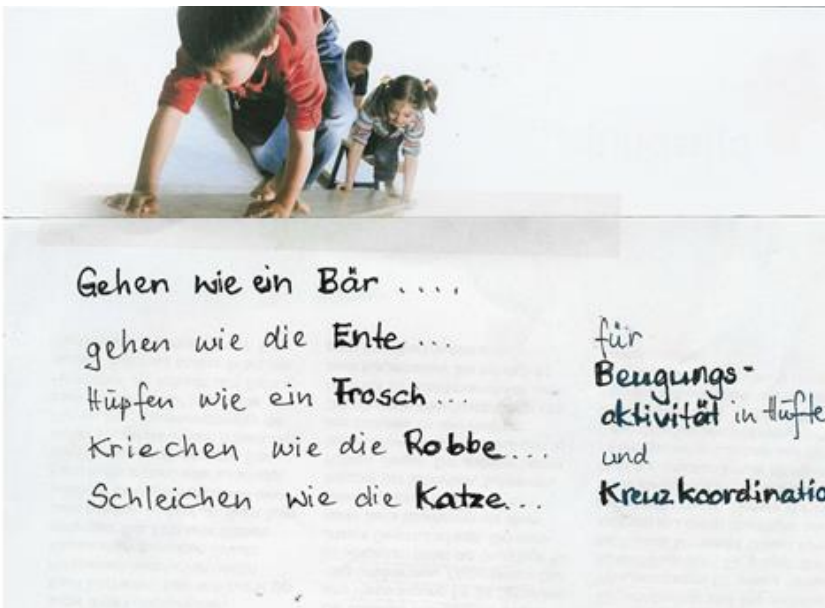 Gehen wie ein Bär ....
gehen wie die Ente ...
Hüpfen wie ein Frosch ...
Kriechen wie die Robbe ...
Schleichen wie die Katze ...
für
Beugungs-
aktivität in Hüfte
und
Kreuzkoordinatio